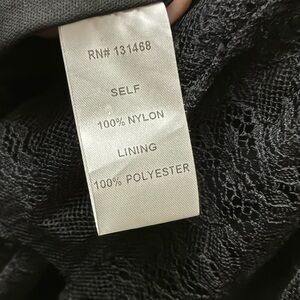 RN# 131468
SELF
100% NYLON
LINING
100% POLYESTER